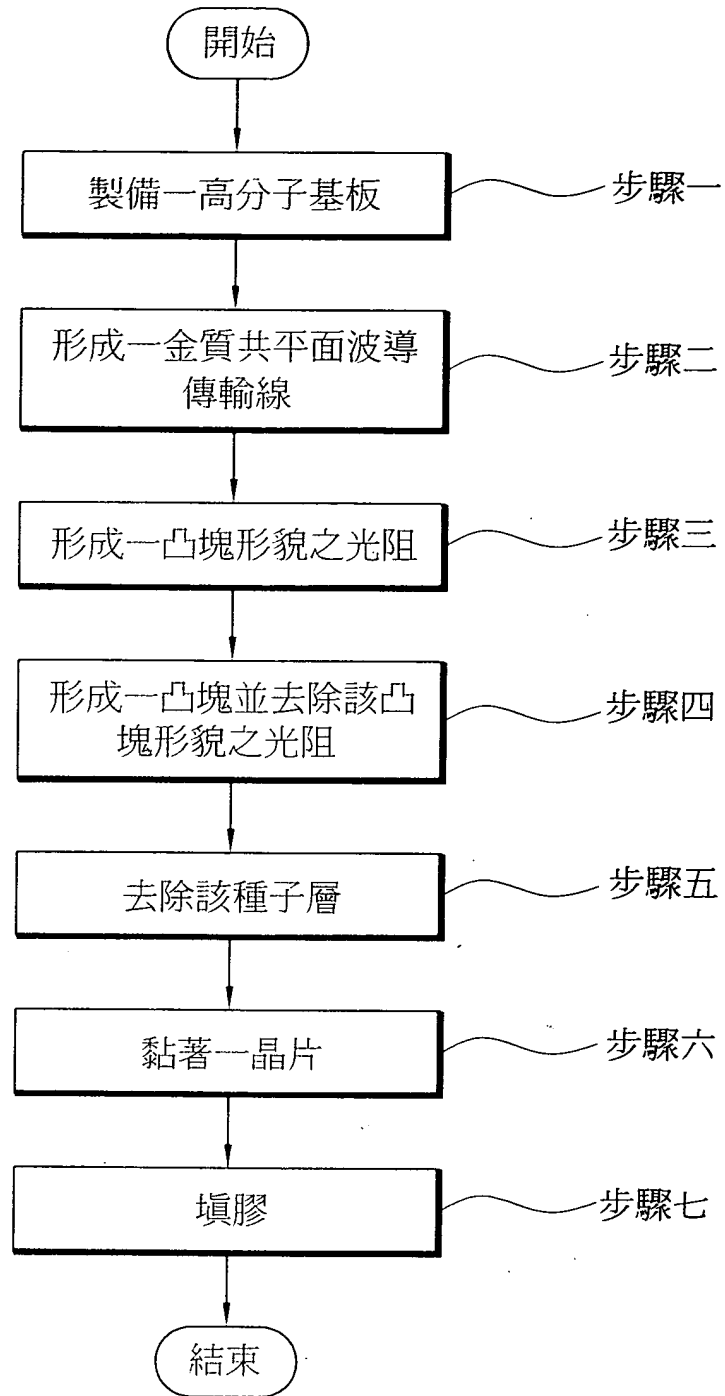 開始
製備一高分子基板
步驟一
形成一金質共平面波導
傳輸線
步驟二
形成一凸塊形貌之光阻
步驟三
形成一凸塊並去除該凸
塊形貌之光阻
步驟四
去除該種子層
步驟五
黏著一晶片
步驟六
填膠
步驟七
結束